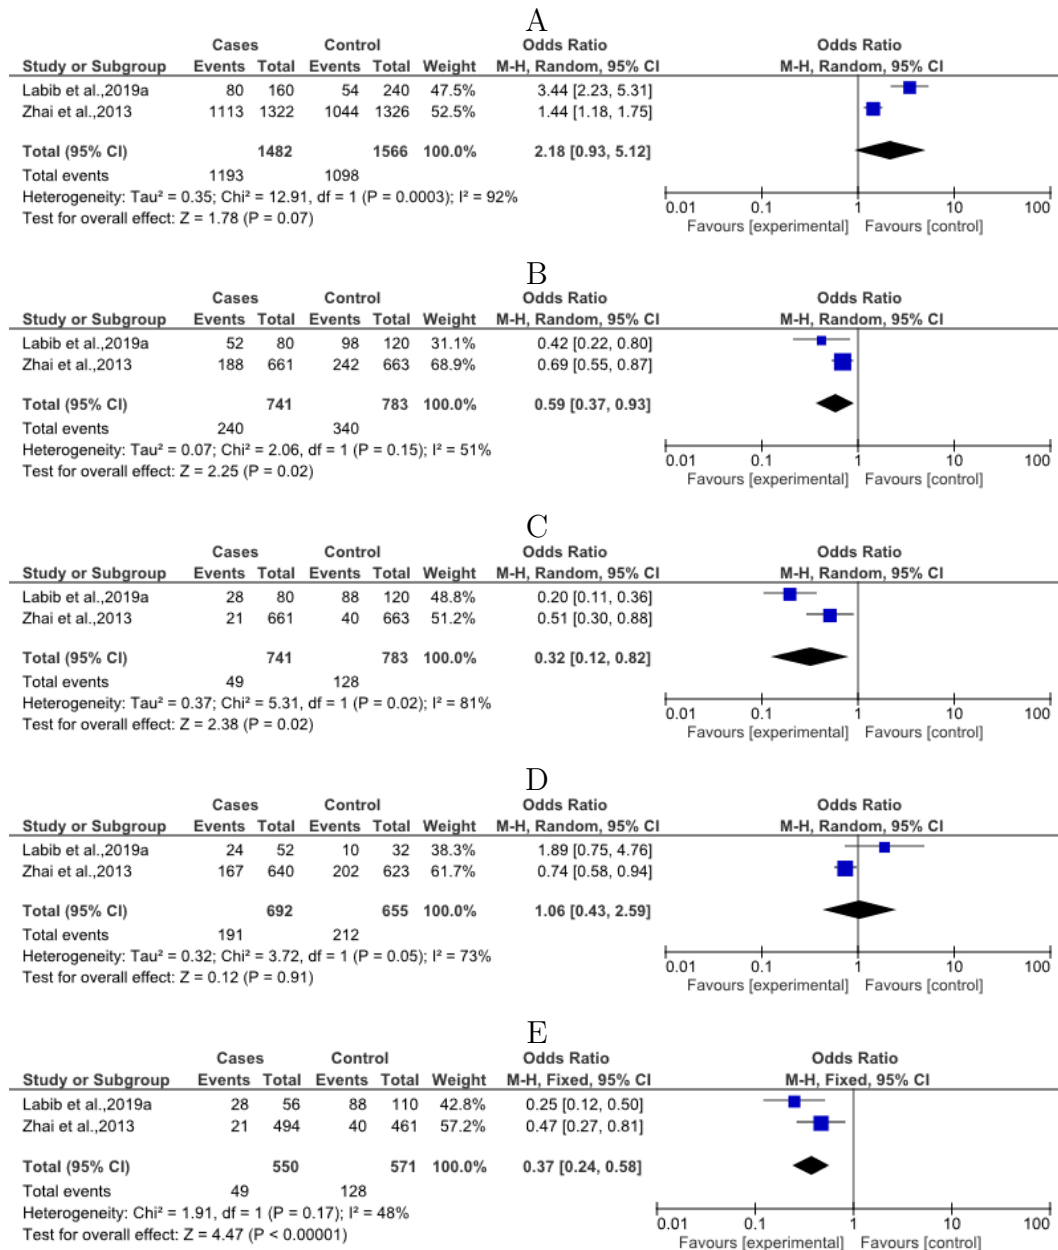 A
Cases Control Odds Ratio Odds Ratio
Study or Subgroup Events Total Events Total Weight M-H, Random, 95% CI M-H, Random, 95% CI
Labib et al.,2019a 80 160 54 240 47.5% 3.44 [2.23, 5.31]
Zhai et al.,2013 1113 1322 1044 1326 52.5% 1.44 [1.18, 1.75]
Total (95% CI) 1482 1566 100.0% 2.18 [0.93, 5.12]
Total events 1193 1098
Heterogeneity: Tau² = 0.35; Chi² = 12.91, df = 1 (P = 0.0003); I² = 92%
Test for overall effect: Z = 1.78 (P = 0.07)
0.01 0.1 1 10 100
Favours [experimental] Favours [control]
B
Cases Control Odds Ratio Odds Ratio
Study or Subgroup Events Total Events Total Weight M-H, Random, 95% CI M-H, Random, 95% CI
Labib et al.,2019a 52 80 98 120 31.1% 0.42 [0.22, 0.80]
Zhai et al.,2013 188 661 242 663 68.9% 0.69 [0.55, 0.87]
Total (95% CI) 741 783 100.0% 0.59 [0.37, 0.93]
Total events 240 340
Heterogeneity: Tau² = 0.07; Chi² = 2.06, df = 1 (P = 0.15); I² = 51%
Test for overall effect: Z = 2.25 (P = 0.02)
0.01 0.1 1 10 100
Favours [experimental] Favours [control]
C
Cases Control Odds Ratio Odds Ratio
Study or Subgroup Events Total Events Total Weight M-H, Random, 95% CI M-H, Random, 95% CI
Labib et al.,2019a 28 80 88 120 48.8% 0.20 [0.11, 0.36]
Zhai et al.,2013 21 661 40 663 51.2% 0.51 [0.30, 0.88]
Total (95% CI) 741 783 100.0% 0.32 [0.12, 0.82]
Total events 49 128
Heterogeneity: Tau² = 0.37; Chi² = 5.31, df = 1 (P = 0.02); I² = 81%
Test for overall effect: Z = 2.38 (P = 0.02)
0.01 0.1 1 10 100
Favours [experimental] Favours [control]
D
Cases Control Odds Ratio Odds Ratio
Study or Subgroup Events Total Events Total Weight M-H, Random, 95% CI M-H, Random, 95% CI
Labib et al.,2019a 24 52 10 32 38.3% 1.89 [0.75, 4.76]
Zhai et al.,2013 167 640 202 623 61.7% 0.74 [0.58, 0.94]
Total (95% CI) 692 655 100.0% 1.06 [0.43, 2.59]
Total events 191 212
Heterogeneity: Tau² = 0.32; Chi² = 3.72, df = 1 (P = 0.05); I² = 73%
Test for overall effect: Z = 0.12 (P = 0.91)
0.01 0.1 1 10 100
Favours [experimental] Favours [control]
E
Cases Control Odds Ratio Odds Ratio
Study or Subgroup Events Total Events Total Weight M-H, Fixed, 95% CI M-H, Fixed, 95% CI
Labib et al.,2019a 28 56 88 110 42.8% 0.25 [0.12, 0.50]
Zhai et al.,2013 21 494 40 461 57.2% 0.47 [0.27, 0.81]
Total (95% CI) 550 571 100.0% 0.37 [0.24, 0.58]
Total events 49 128
Heterogeneity: Chi² = 1.91, df = 1 (P = 0.17); I² = 48%
Test for overall effect: Z = 4.47 (P < 0.00001)
0.01 0.1 1 10 100
Favours [experimental] Favours [control]